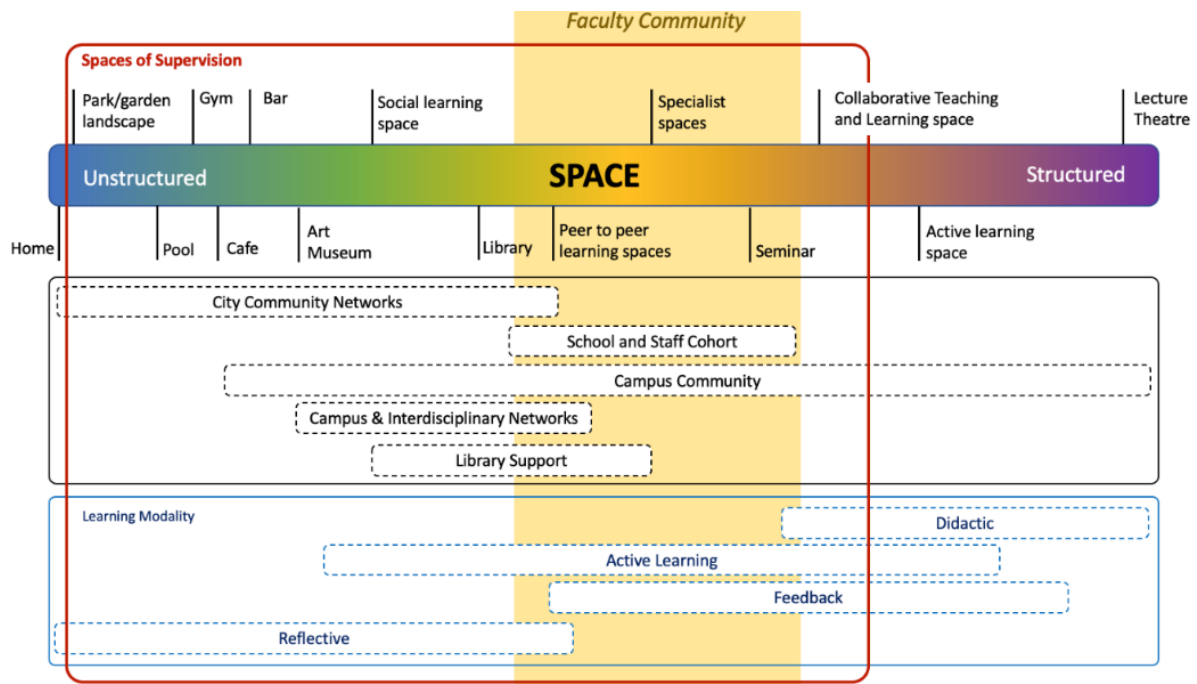 Faculty Community
Spaces of Supervision
Park/garden
landscape
Gym
Bar
Social learning
space
Specialist
spaces
Collaborative Teaching
and Learning space
Lecture
Theatre
Unstructured
SPACE
Structured
Home
Pool
Cafe
Art
Museum
Library
Peer to peer
learning spaces
Seminar
Active learning
space
City Community Networks
School and Staff Cohort
Campus Community
Campus & Interdisciplinary Networks
Library Support
Learning Modality
Didactic
Active Learning
Feedback
Reflective